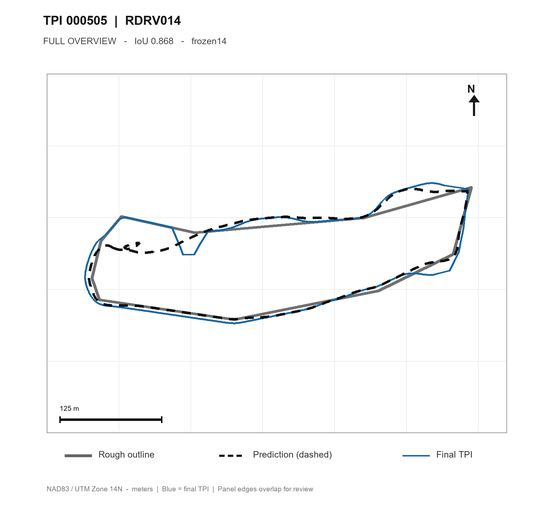 TPI 000505 | RDRV014
FULL OVERVIEW - IoU 0.868 - frozen14
N
125 m
Rough outline
Prediction (dashed)
Final TPI
NAD83 / UTM Zone 14N - meters | Blue = final TPI | Panel edges overlap for review